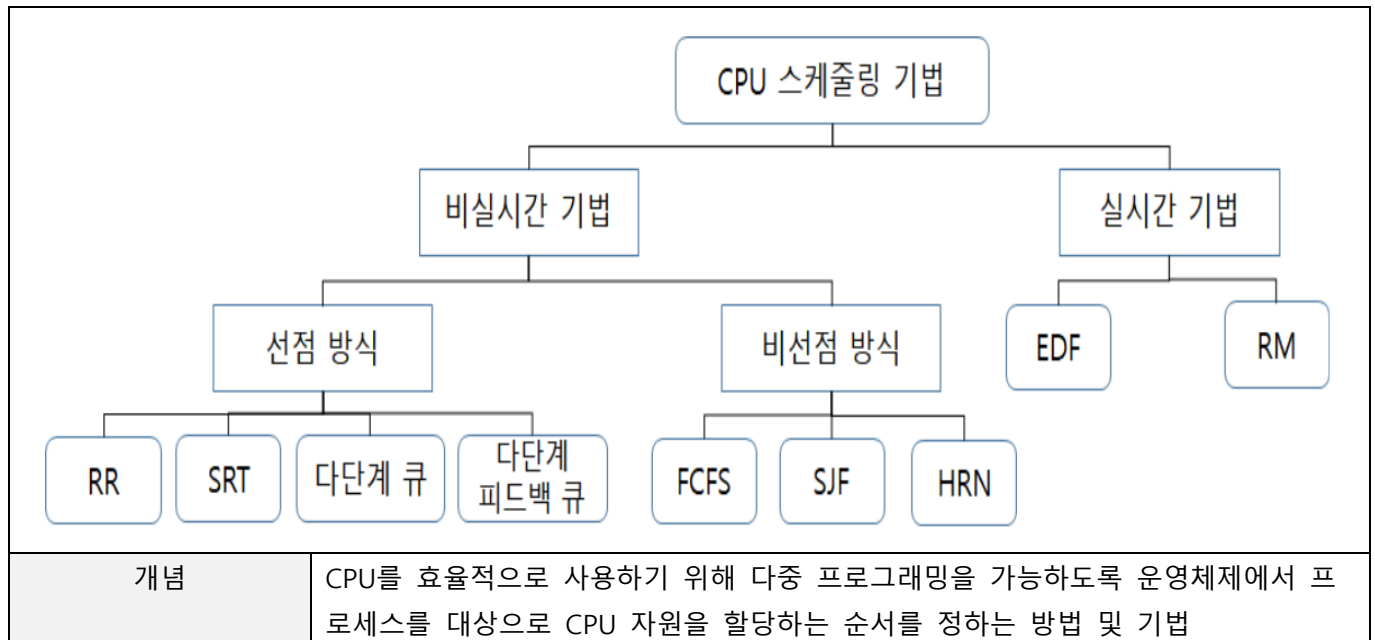 CPU 스케줄링 기법
비실시간 기법
실시간 기법
선점 방식
비선점 방식
EDF
RM
RR
SRT
다단계 큐
다단계
피드백 큐
FCFS
SJF
HRN
개념
CPU를 효율적으로 사용하기 위해 다중 프로그래밍을 가능하도록 운영체제에서 프
로세스를 대상으로 CPU 자원을 할당하는 순서를 정하는 방법 및 기법